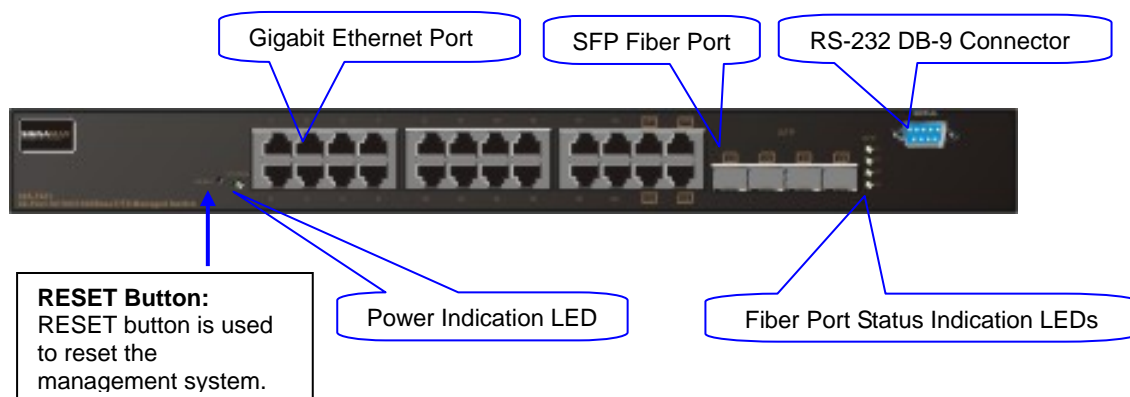 Gigabit Ethernet Port
SFP Fiber Port
RS-232 DB-9 Connector
SFP
RESET Button:
RESET button is used
to reset the
management system.
Power Indication LED
Fiber Port Status Indication LEDs